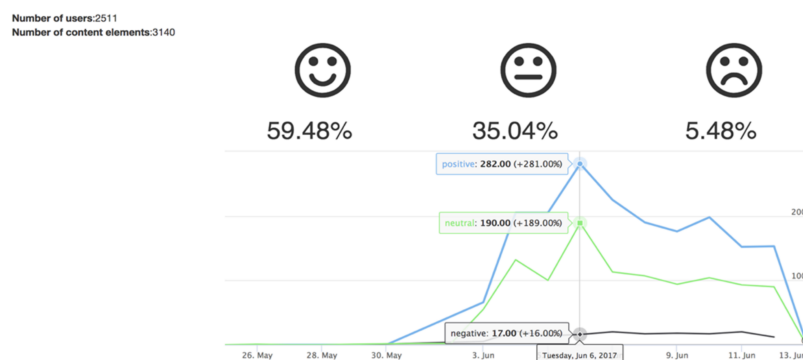 Number of users:2511
Number of content elements:3140
59.48%
35.04%
5.48%
positive: 282.00 (+281.00%)
200
neutral: 190.00 (+189.00%)
100
negative: 17.00 (+16.00%)
26. May
28. May
30. May
3. Jun
Tuesday, Jun 6, 2017
9. Jun
11. Jun
13. Jun